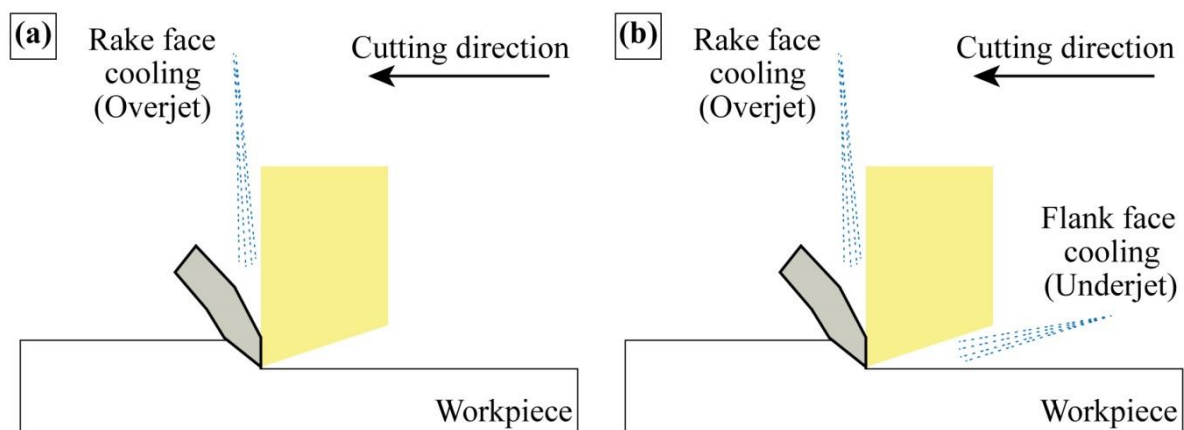 (a)
Rake face
cooling
(Overjet)
Cutting direction
Workpiece
(b)
Rake face
cooling
(Overjet)
Cutting direction
Flank face
cooling
(Underjet)
Workpiece